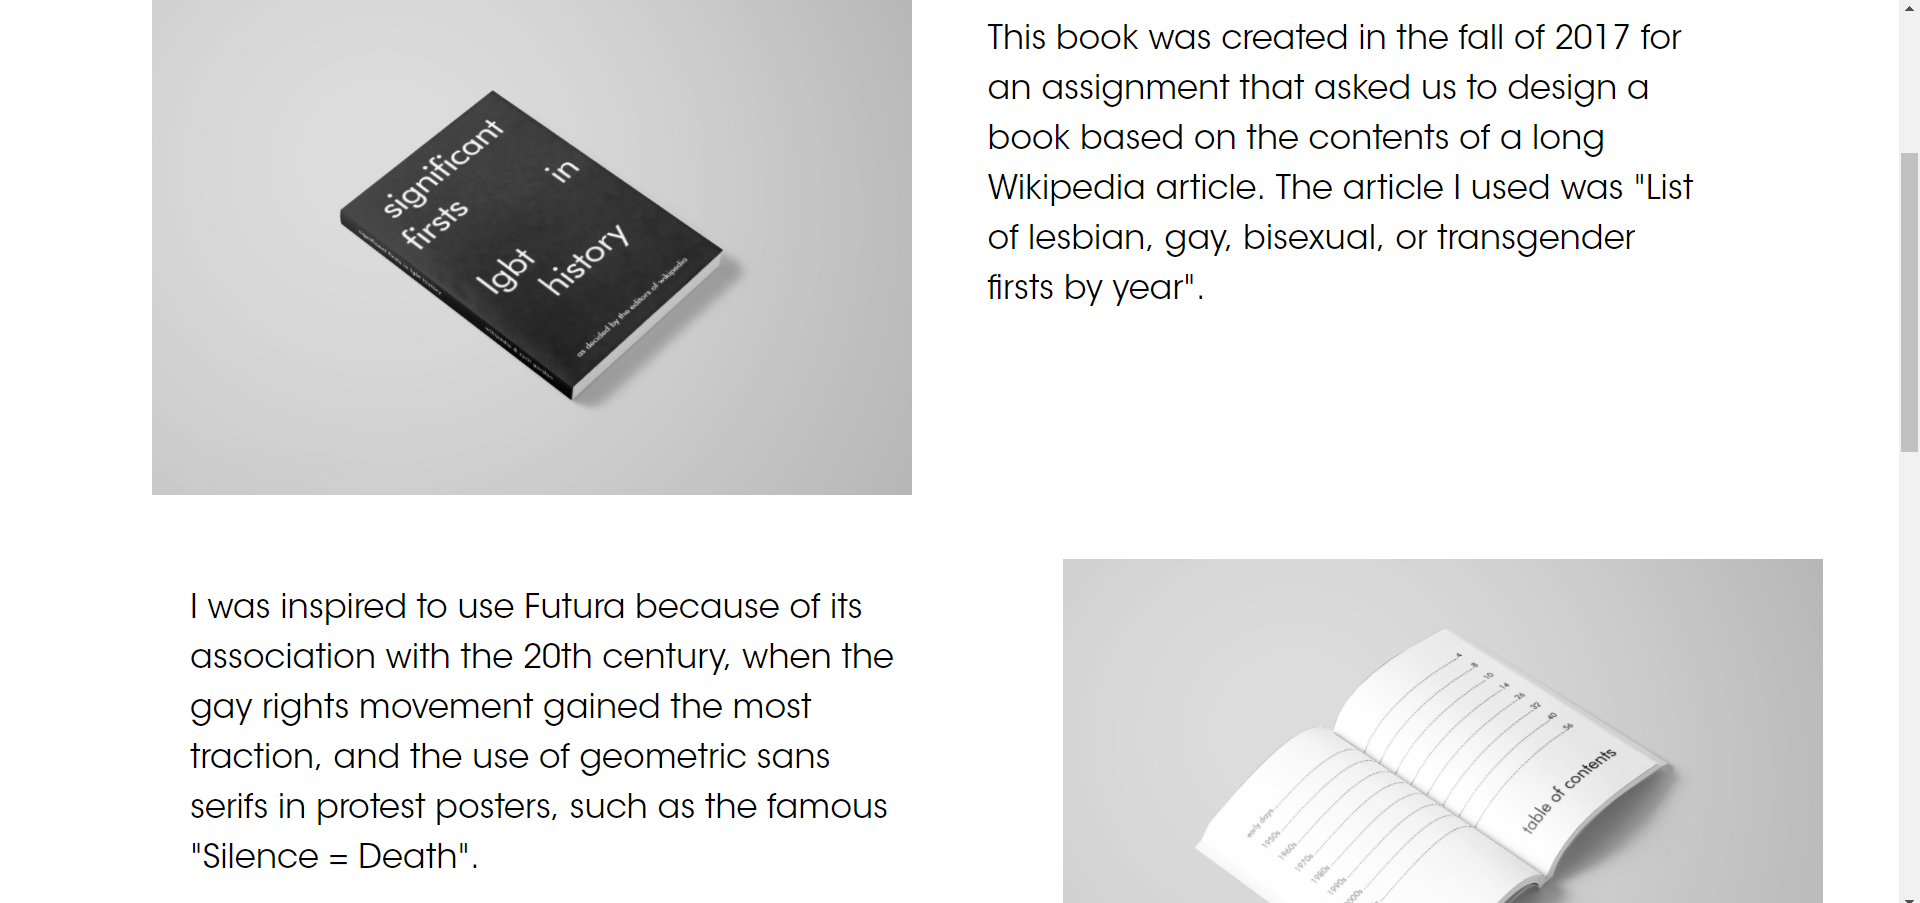 This book was created in the fall of 2017 for
an assignment that asked us to design a
book based on the contents of a long
Wikipedia article. The article I used was "List
of lesbian, gay, bisexual, or transgender
firsts by year".
significant
firsts in
lgbt
history
as decided by the editors of wikipedia
significant firsts in lgbt history
I was inspired to use Futura because of its
association with the 20th century, when the
gay rights movement gained the most
traction, and the use of geometric sans
serifs in protest posters, such as the famous
"Silence = Death".
table of contents
early days
4
1950s
8
1960s
10
1970s
14
1980s
26
1990s
32
40
56